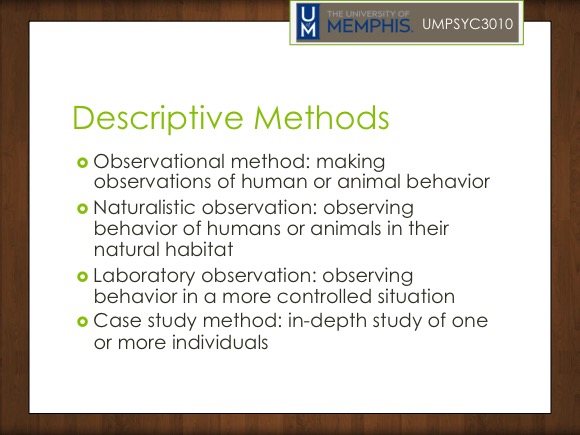 UM
THE UNIVERSITY OF
MEMPHIS.
UMPSYC3010
Descriptive Methods
Observational method: making
observations of human or animal behavior
Naturalistic observation: observing
behavior of humans or animals in their
natural habitat
Laboratory observation: observing
behavior in a more controlled situation
Case study method: in-depth study of one
or more individuals